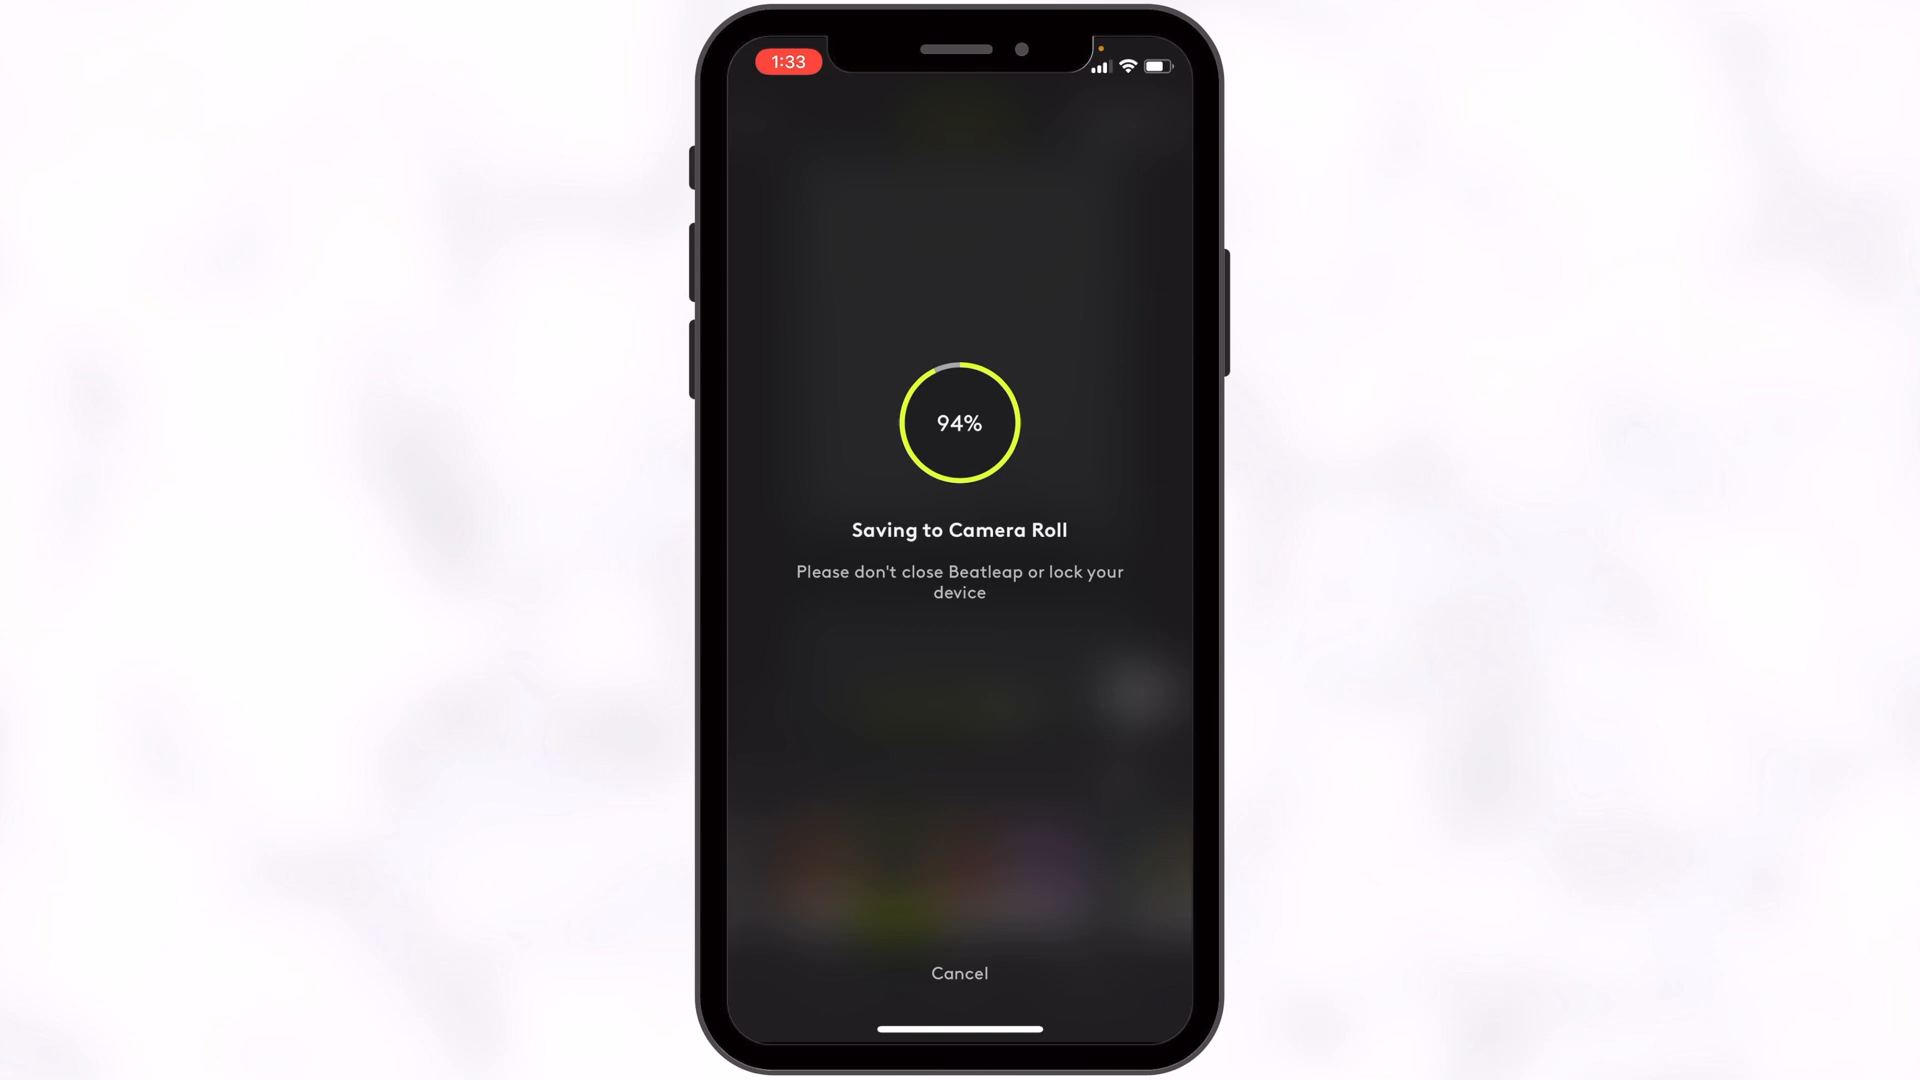 1:33
94%
Saving to Camera Roll
Please don't close Beatleap or lock your
device
Cancel